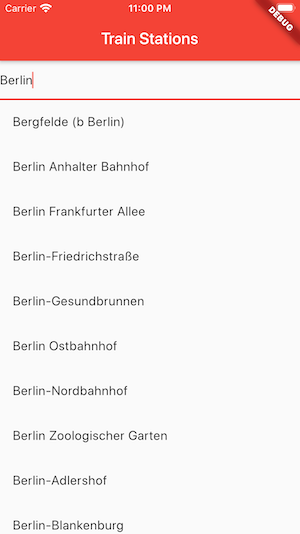 Carrier 11:00 PM
DEBUG
Train Stations
Berlin
Bergfelde (b Berlin)
Berlin Anhalter Bahnhof
Berlin Frankfurter Allee
Berlin-Friedrichstraße
Berlin-Gesundbrunnen
Berlin Ostbahnhof
Berlin-Nordbahnhof
Berlin Zoologischer Garten
Berlin-Adlershof
Berlin-Blankenburg